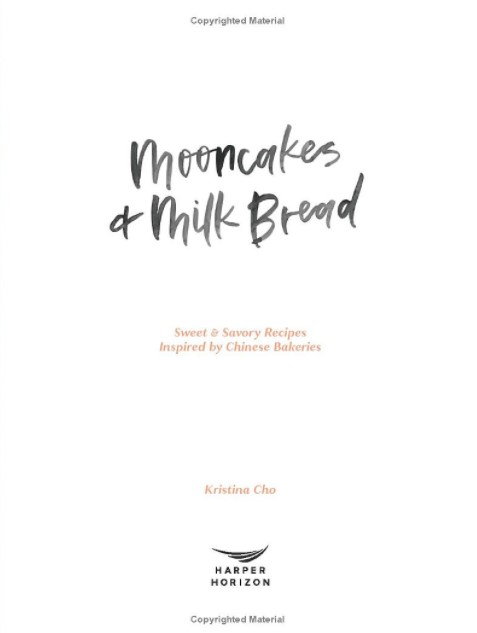 Copyrighted Material
Mooncakes
& Milk Bread
Sweet & Savory Recipes
Inspired by Chinese Bakeries
Kristina Cho
HARPER
HORIZON
Copyrighted Material